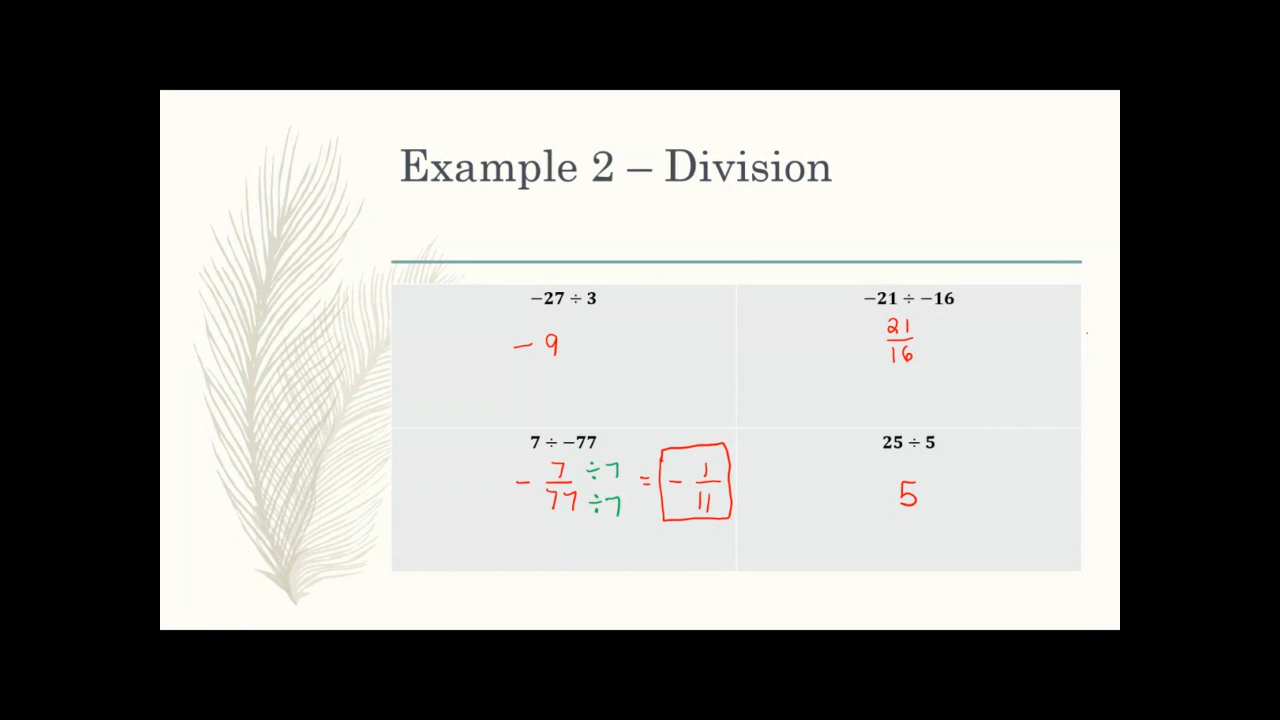 Example 2 – Division
−27 ÷ 3
− 9
−21 ÷ −16
21
16
7 ÷ −77
− 7/77 ÷7 ÷7 = − 1/11
25 ÷ 5
5